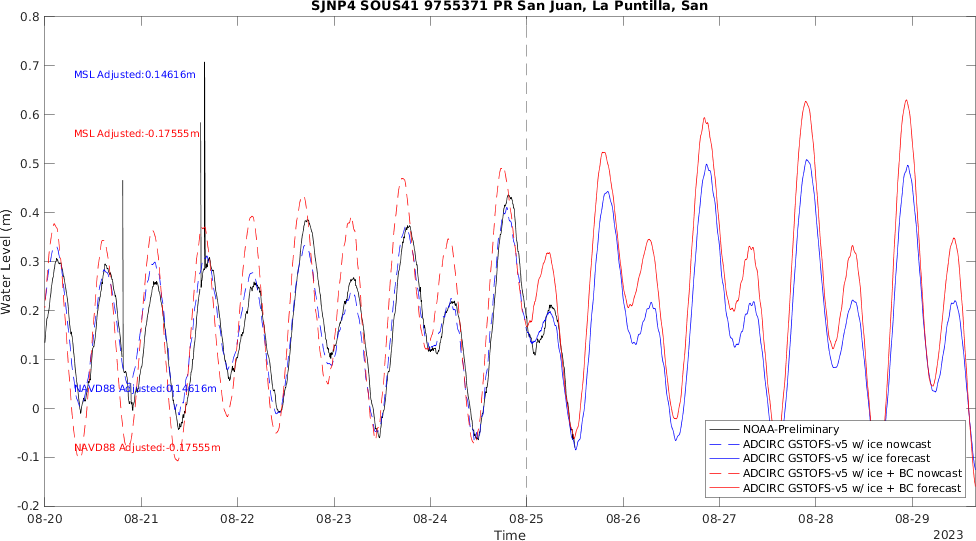 SJNP4 SOUS41 9755371 PR San Juan, La Puntilla, San
0.8
0.7
0.6
0.5
0.4
0.3
0.2
0.1
0
-0.1
-0.2
Water Level (m)
MSL Adjusted:0.14616m
MSL Adjusted:-0.17555m
NAVD88 Adjusted:0.14616m
NAVD88 Adjusted:-0.17555m
NOAA-Preliminary
ADCIRC GSTOFS-v5 w/ ice nowcast
ADCIRC GSTOFS-v5 w/ ice forecast
ADCIRC GSTOFS-v5 w/ ice + BC nowcast
ADCIRC GSTOFS-v5 w/ ice + BC forecast
08-20 08-21 08-22 08-23 08-24 08-25 08-26 08-27 08-28 08-29
Time
2023